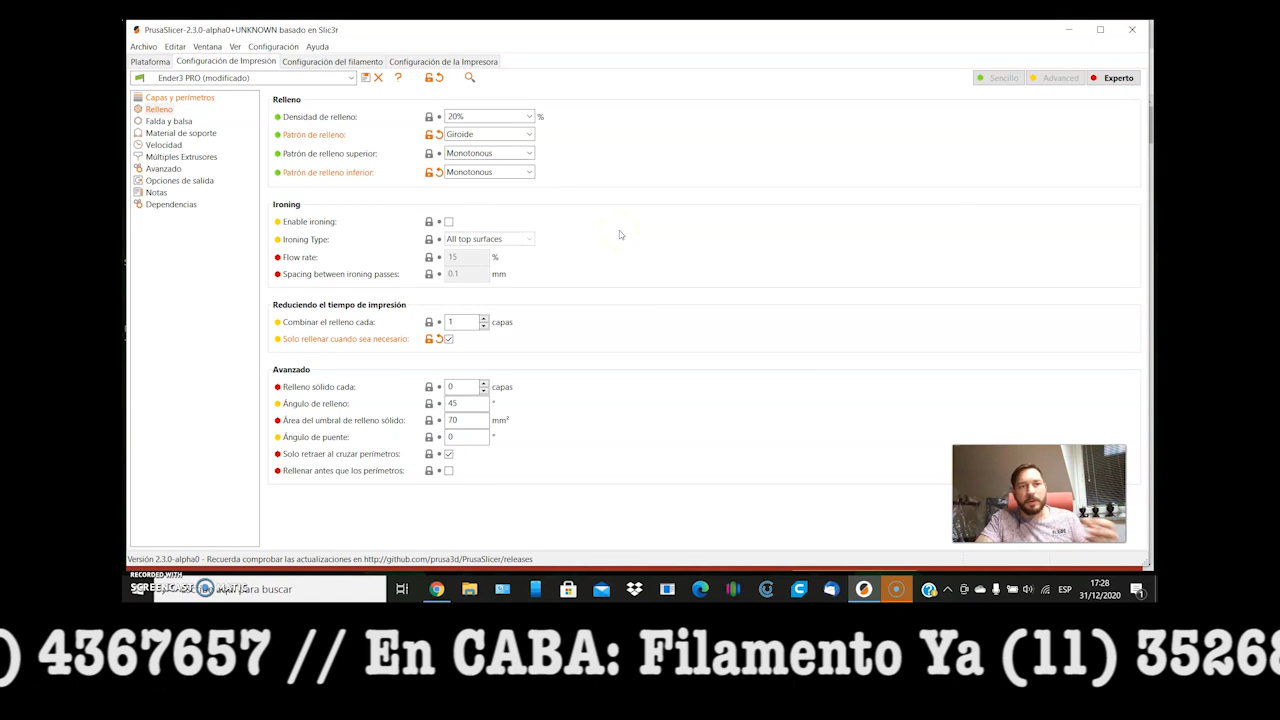 PrusaSlicer-2.3.0-alpha0+UNKNOWN basado en Slic3r
Archivo Editar Ventana Ver Configuración Ayuda
Plataforma Configuración de Impresión Configuración del filamento Configuración de la Impresora
Ender3 PRO (modificado)
Sencillo Advanced Experto
Capas y perímetros
Relleno
Falda y balsa
Material de soporte
Velocidad
Múltiples Extrusores
Avanzado
Opciones de salida
Notas
Dependencias
Relleno
Densidad de relleno: 20% %
Patrón de relleno: Giroide
Patrón de relleno superior: Monotonous
Patrón de relleno inferior: Monotonous
Ironing
Enable ironing:
Ironing Type: All top surfaces
Flow rate: 15 %
Spacing between ironing passes: 0.1 mm
Reduciendo el tiempo de impresión
Combinar el relleno cada: 1 capas
Solo rellenar cuando sea necesario:
Avanzado
Relleno sólido cada: 0 capas
Ángulo de relleno: 45 °
Área del umbral de relleno sólido: 70 mm²
Ángulo de puente: 0 °
Solo retraer al cruzar perímetros:
Rellenar antes que los perímetros:
Versión 2.3.0-alpha0 - Recuerda comprobar las actualizaciones en http://github.com/prusa3d/PrusaSlicer/releases
RECORDED WITH
SCREENCAST MATIC
para buscar
ESP
17:28
31/12/2020
) 4367657 // En CABA: Filamento Ya (11) 35268